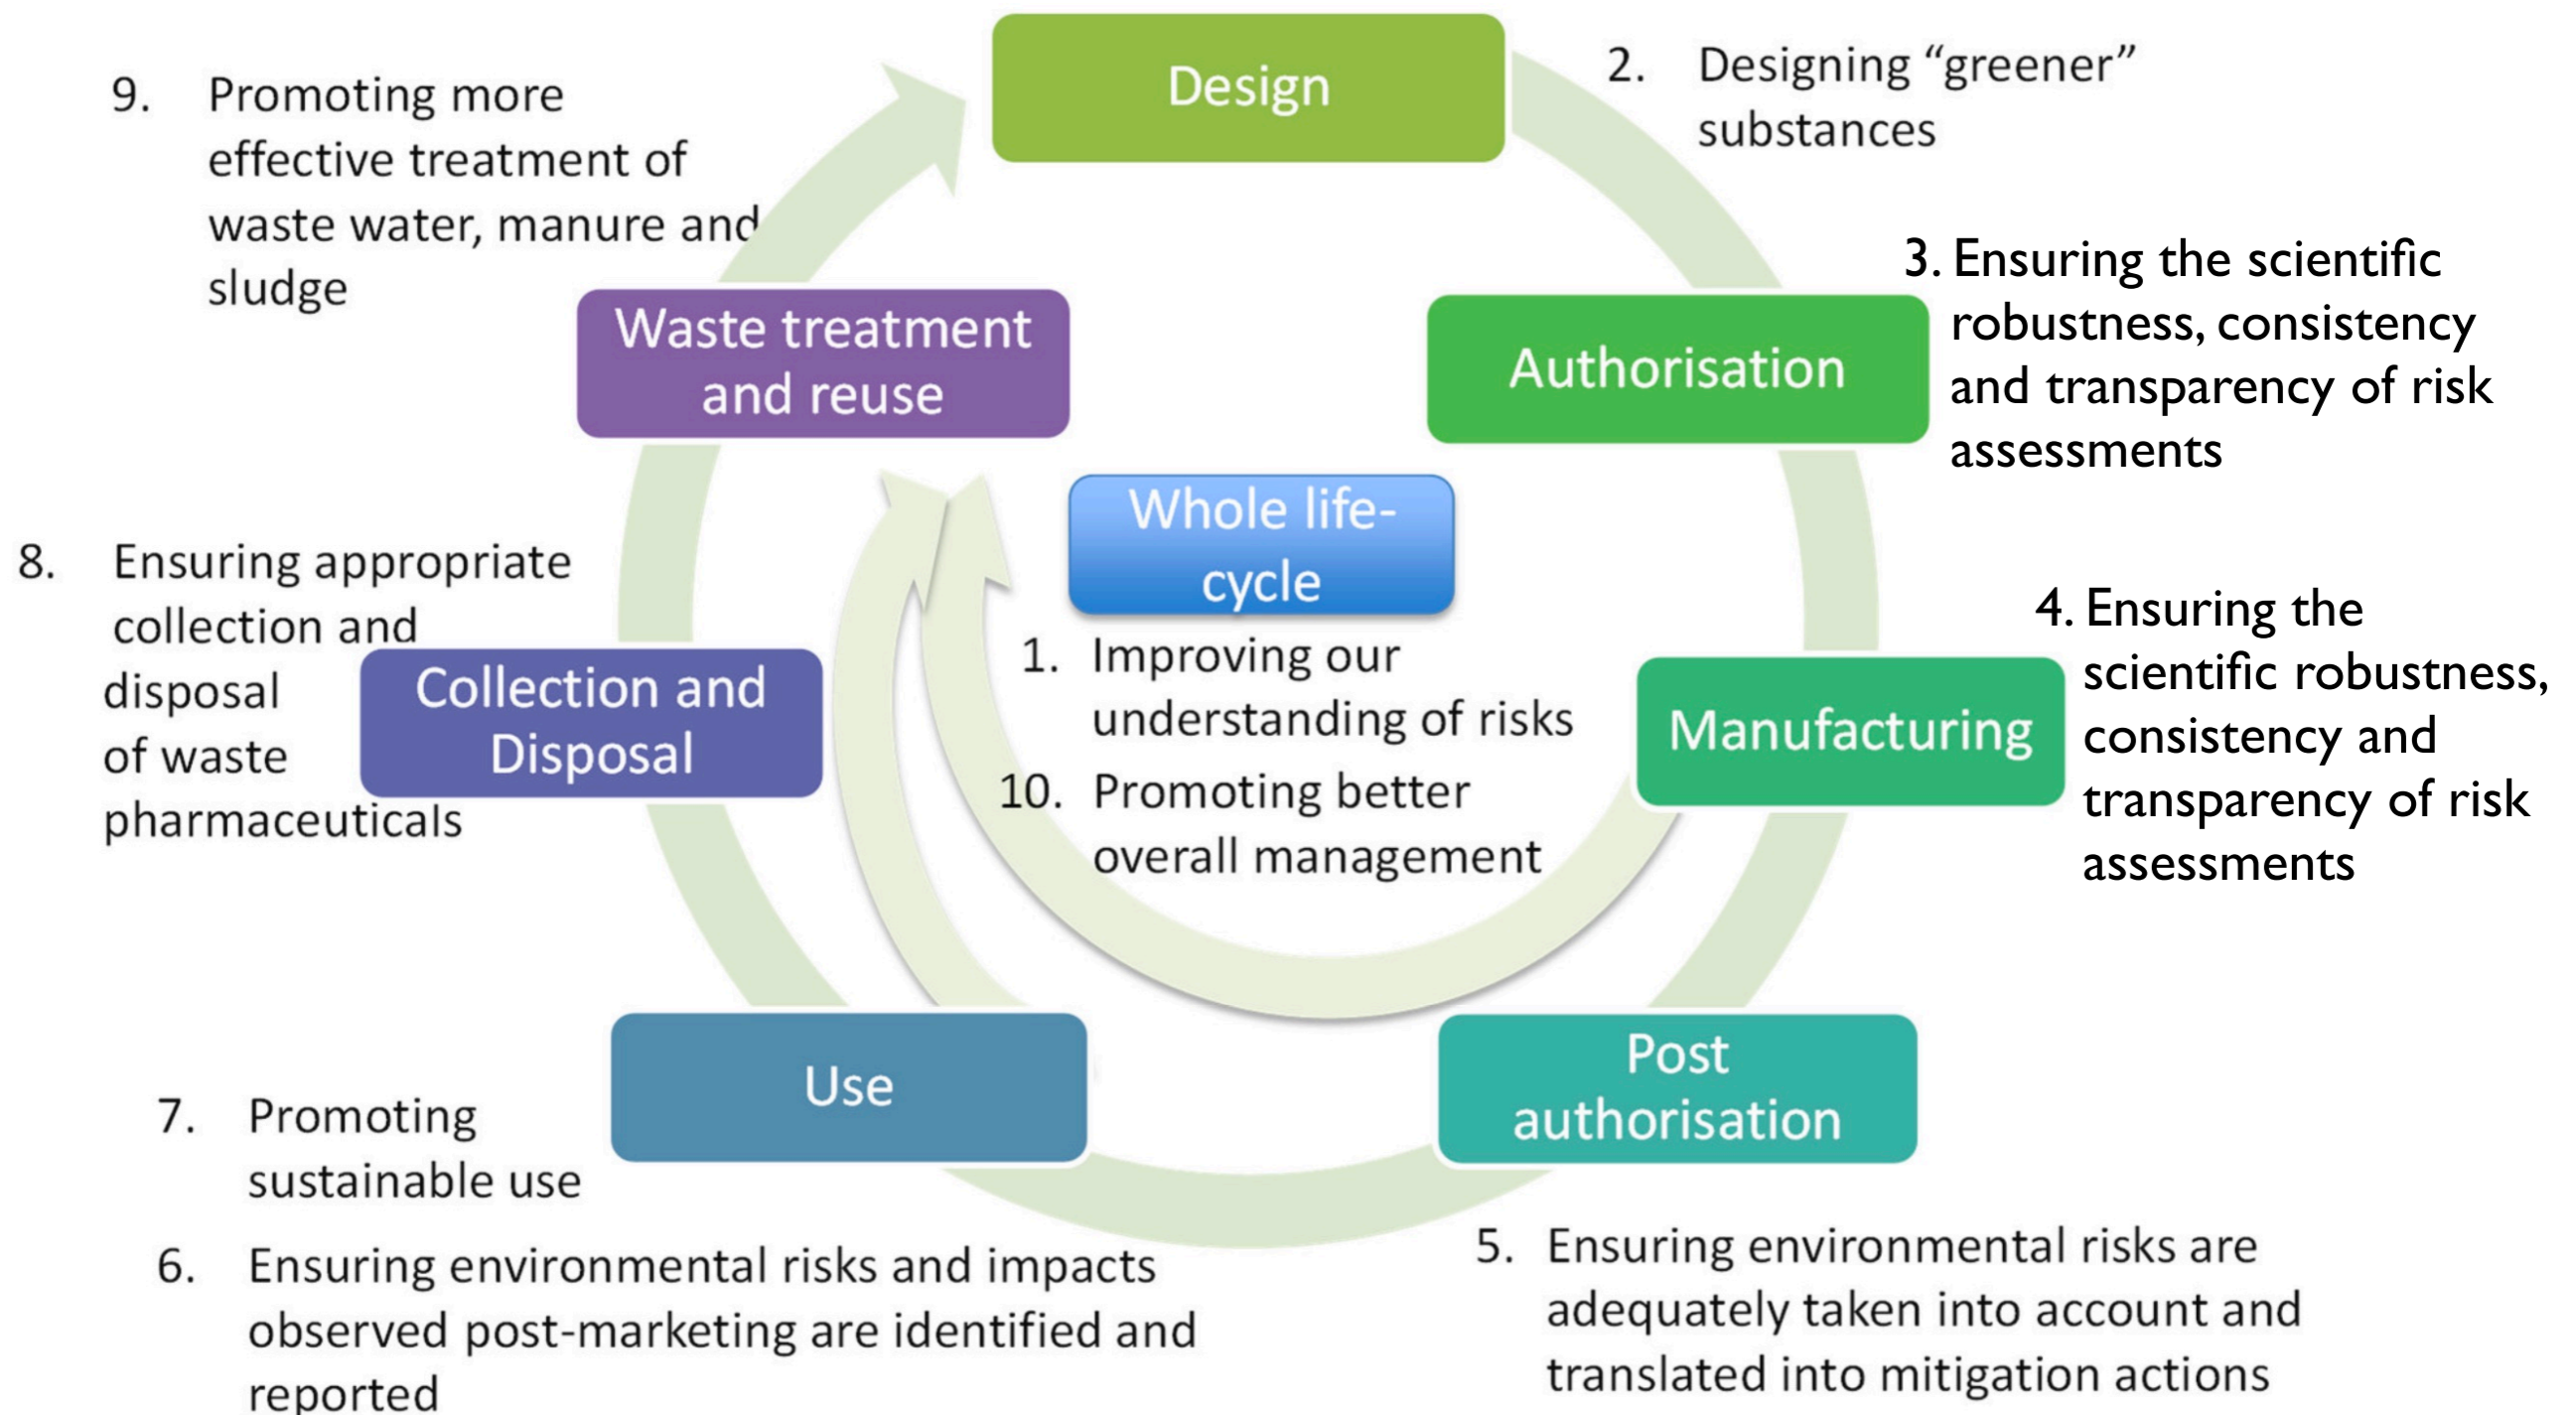 Design
2. Designing “greener”
substances
3. Ensuring the scientific
robustness, consistency
and transparency of risk
assessments
Authorisation
4. Ensuring the
scientific robustness,
consistency and
transparency of risk
assessments
Manufacturing
Post
authorisation
5. Ensuring environmental risks are
adequately taken into account and
translated into mitigation actions
Use
7. Promoting
sustainable use
6. Ensuring environmental risks and impacts
observed post-marketing are identified and
reported
8. Ensuring appropriate
collection and
disposal
of waste
pharmaceuticals
Collection and
Disposal
9. Promoting more
effective treatment of
waste water, manure and
sludge
Waste treatment
and reuse
Whole life-
cycle
1. Improving our
understanding of risks
10. Promoting better
overall management